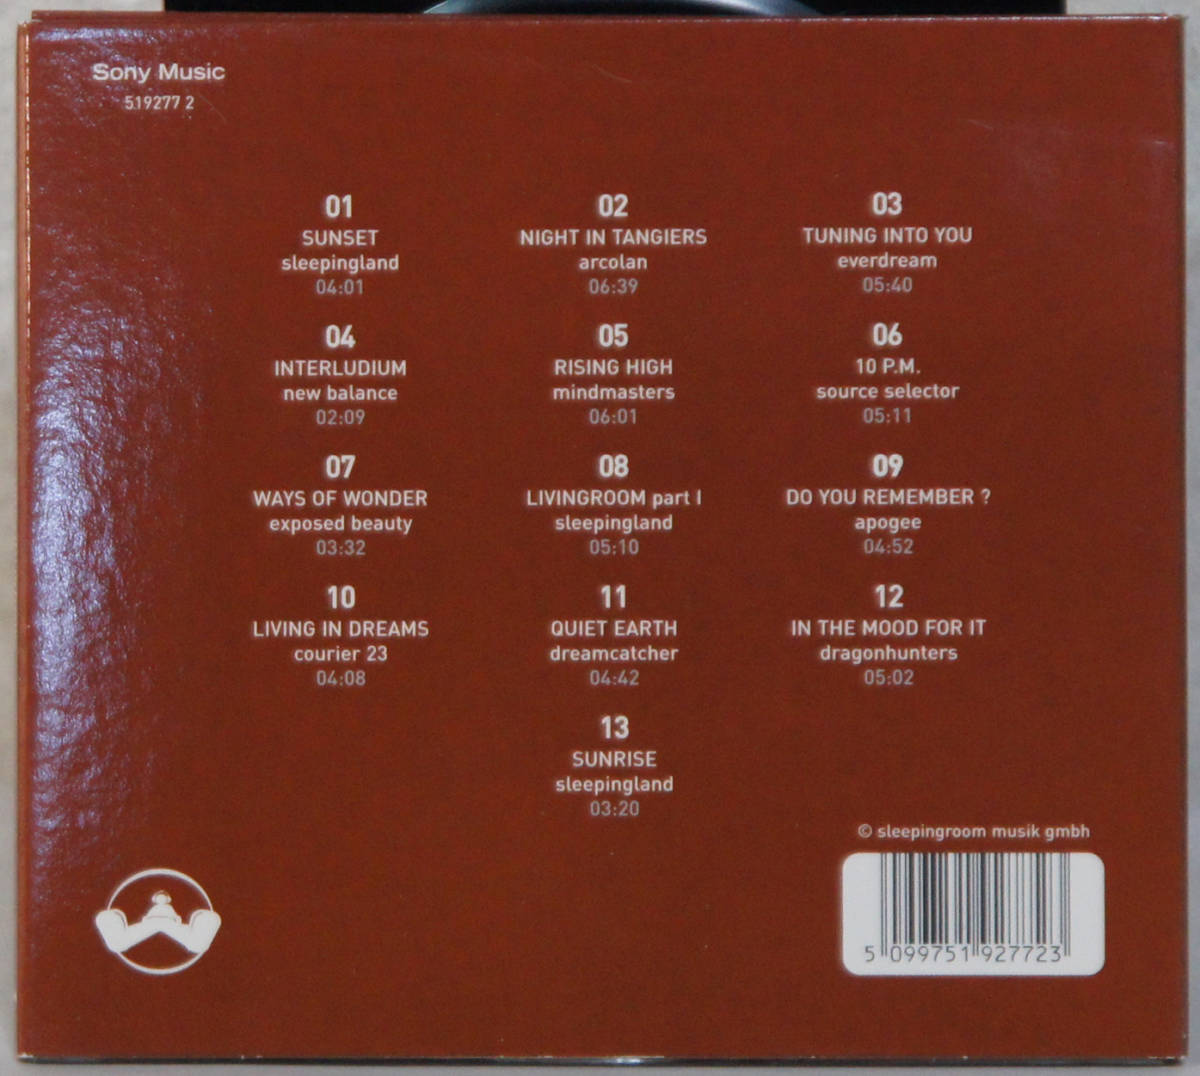 Sony Music
519277 2
01
SUNSET
sleepingland
04:01
02
NIGHT IN TANGIERS
arcolan
06:39
03
TUNING INTO YOU
everdream
05:40
04
INTERLUDIUM
new balance
02:09
05
RISING HIGH
mindmasters
06:01
06
10 P.M.
source selector
05:11
07
WAYS OF WONDER
exposed beauty
03:32
08
LIVINGROOM part I
sleepingland
05:10
09
DO YOU REMEMBER ?
apogee
04:52
10
LIVING IN DREAMS
courier 23
04:08
11
QUIET EARTH
dreamcatcher
04:42
12
IN THE MOOD FOR IT
dragonhunters
05:02
13
SUNRISE
sleepingland
03:20
© sleepingroom musik gmbh
5 099751 927723